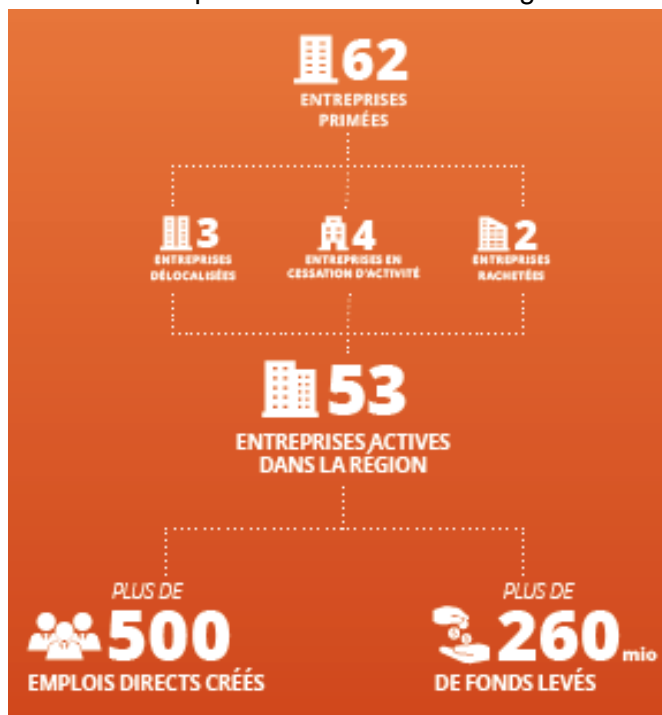 62
ENTREPRISES
PRIMÉES
3
ENTREPRISES
DÉLOCALISÉES
4
ENTREPRISES EN
CESSATION D'ACTIVITÉ
2
ENTREPRISES
RACHETÉES
53
ENTREPRISES ACTIVES
DANS LA RÉGION
PLUS DE
500
EMPLOIS DIRECTS CRÉÉS
PLUS DE
260 mio
DE FONDS LEVÉS